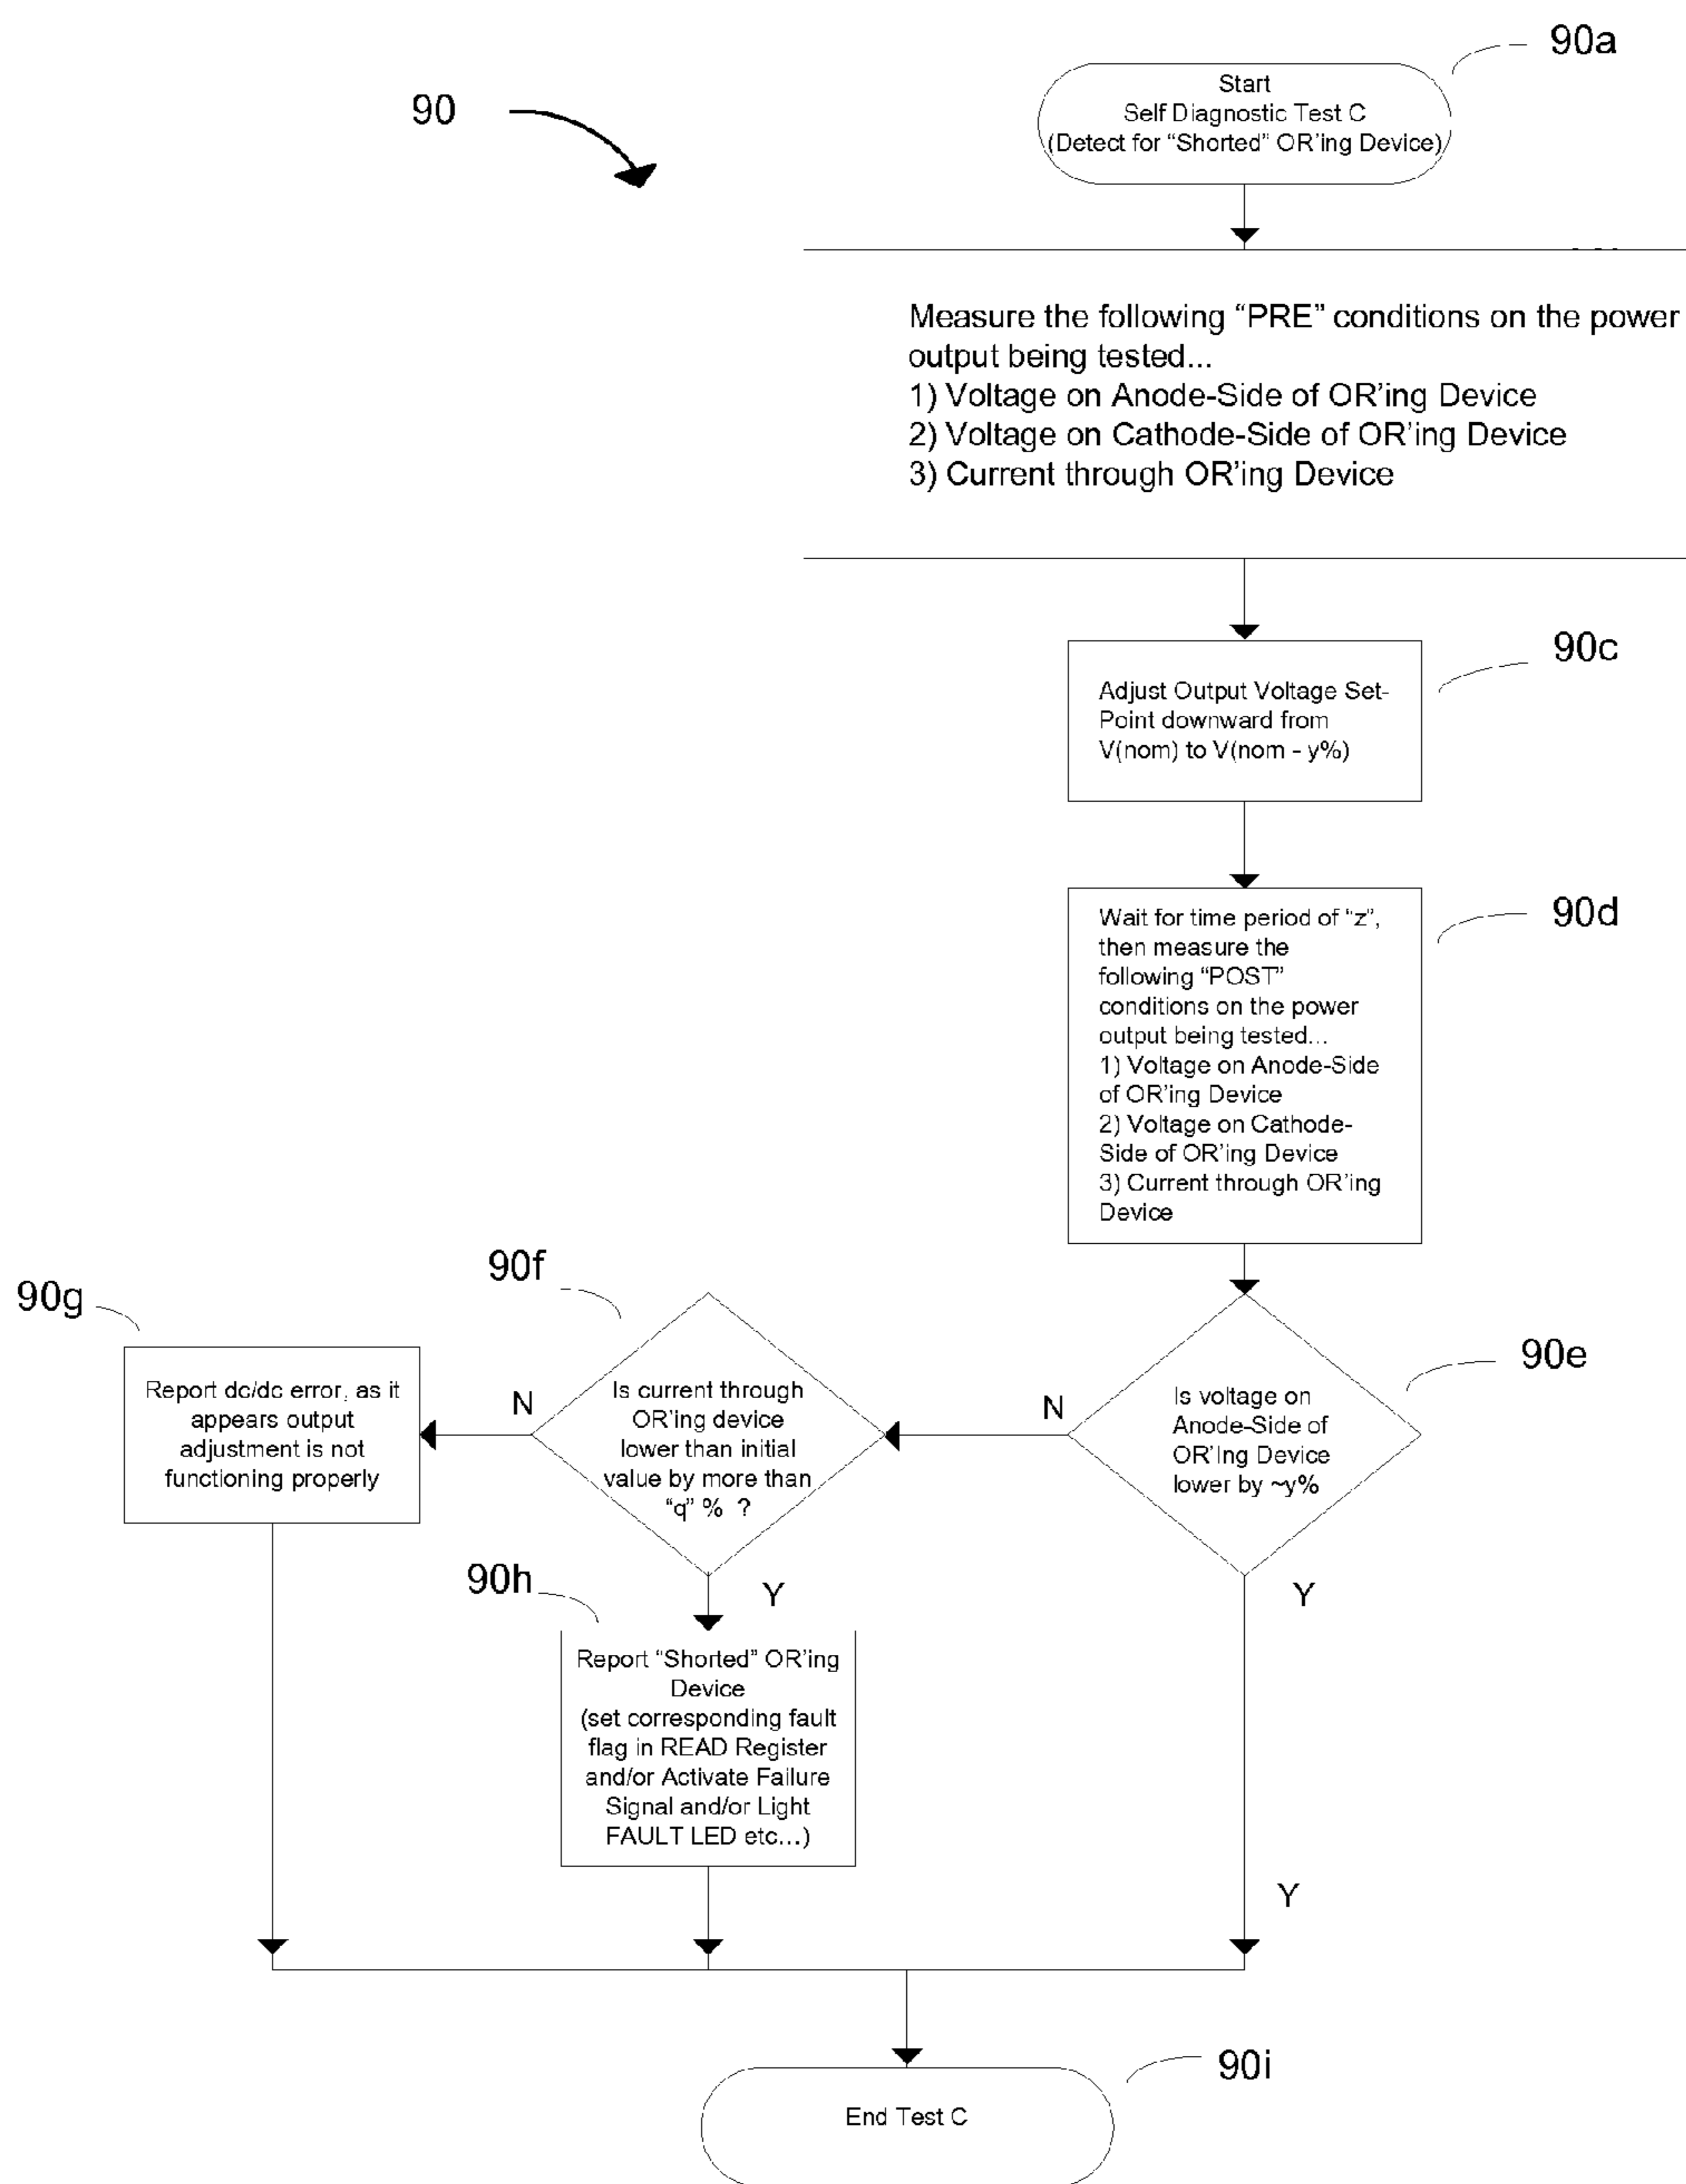 90a
90
Start
Self Diagnostic Test C
(Detect for “Shorted” OR’ing Device)
Measure the following “PRE” conditions on the power
output being tested...
1) Voltage on Anode-Side of OR’ing Device
2) Voltage on Cathode-Side of OR’ing Device
3) Current through OR’ing Device
90c
Adjust Output Voltage Set-
Point downward from
V(nom) to V(nom - y%)
90d
Wait for time period of “z”,
then measure the
following “POST”
conditions on the power
output being tested...
1) Voltage on Anode-Side
of OR’ing Device
2) Voltage on Cathode-
Side of OR’ing Device
3) Current through OR’ing
Device
90e
Is voltage on
Anode-Side of
OR’Ing Device
lower by ~y%
N
Y
Y
90f
Is current through
OR’ing device
lower than initial
value by more than
“q” % ?
N
Y
90g
Report dc/dc error, as it
appears output
adjustment is not
functioning properly
90h
Report “Shorted” OR’ing
Device
(set corresponding fault
flag in READ Register
and/or Activate Failure
Signal and/or Light
FAULT LED etc...)
90i
End Test C